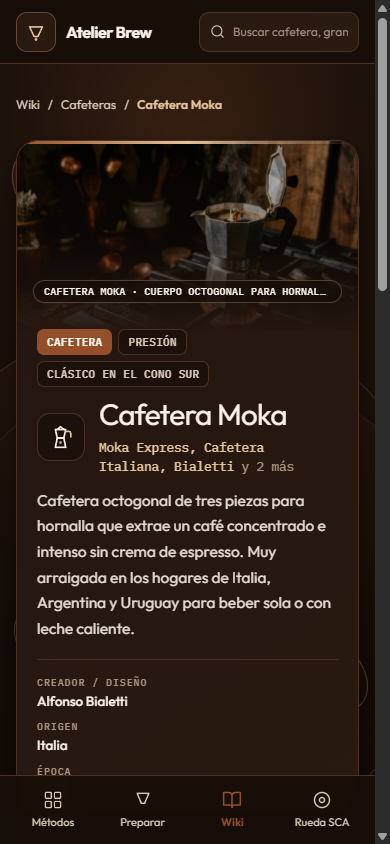 Atelier Brew
Buscar cafetera, gran
Wiki / Cafeteras / Cafetera Moka
CAFETERA MOKA · CUERPO OCTOGONAL PARA HORNAL…
CAFETERA
PRESIÓN
CLÁSICO EN EL CONO SUR
Cafetera Moka
Moka Express, Cafetera
Italiana, Bialetti y 2 más
Cafetera octogonal de tres piezas para
hornalla que extrae un café concentrado e
intenso sin crema de espresso. Muy
arraigada en los hogares de Italia,
Argentina y Uruguay para beber sola o con
leche caliente.
CREADOR / DISEÑO
Alfonso Bialetti
ORIGEN
Italia
ÉPOCA
Métodos
Preparar
Wiki
Rueda SCA